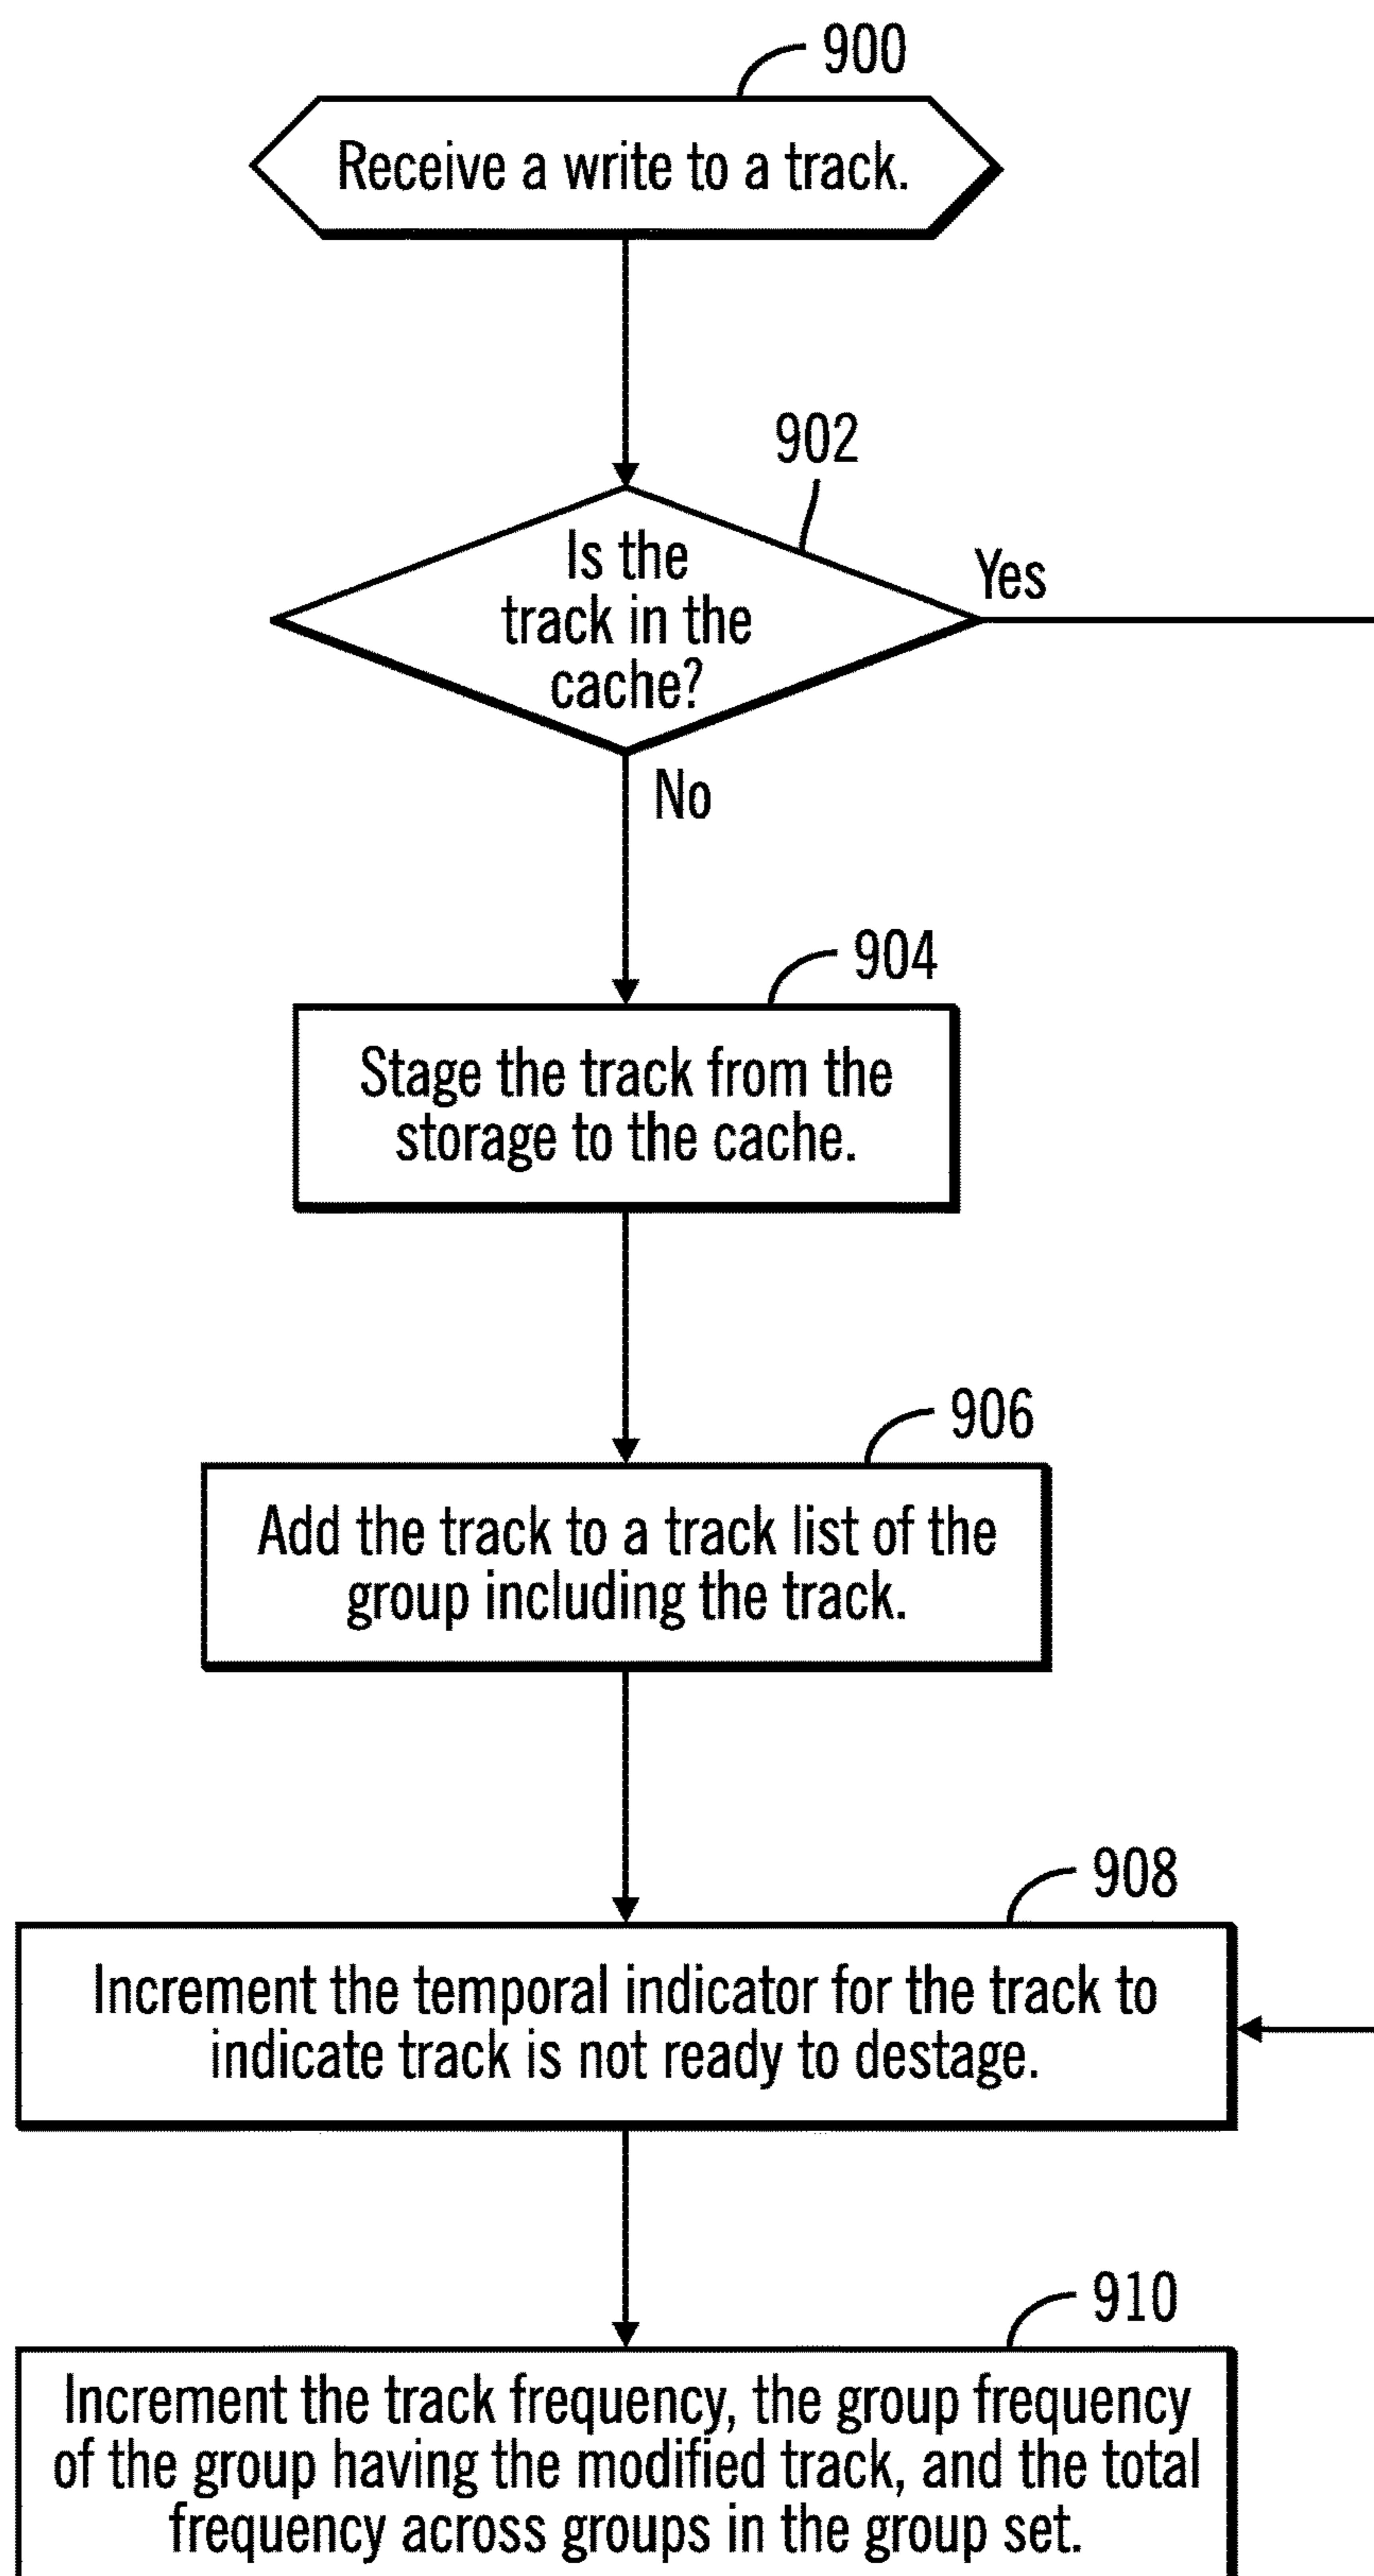 900
Receive a write to a track.
902
Is the
track in the
cache?
Yes
No
904
Stage the track from the
storage to the cache.
906
Add the track to a track list of the
group including the track.
908
Increment the temporal indicator for the track to
indicate track is not ready to destage.
910
Increment the track frequency, the group frequency
of the group having the modified track, and the total
frequency across groups in the group set.